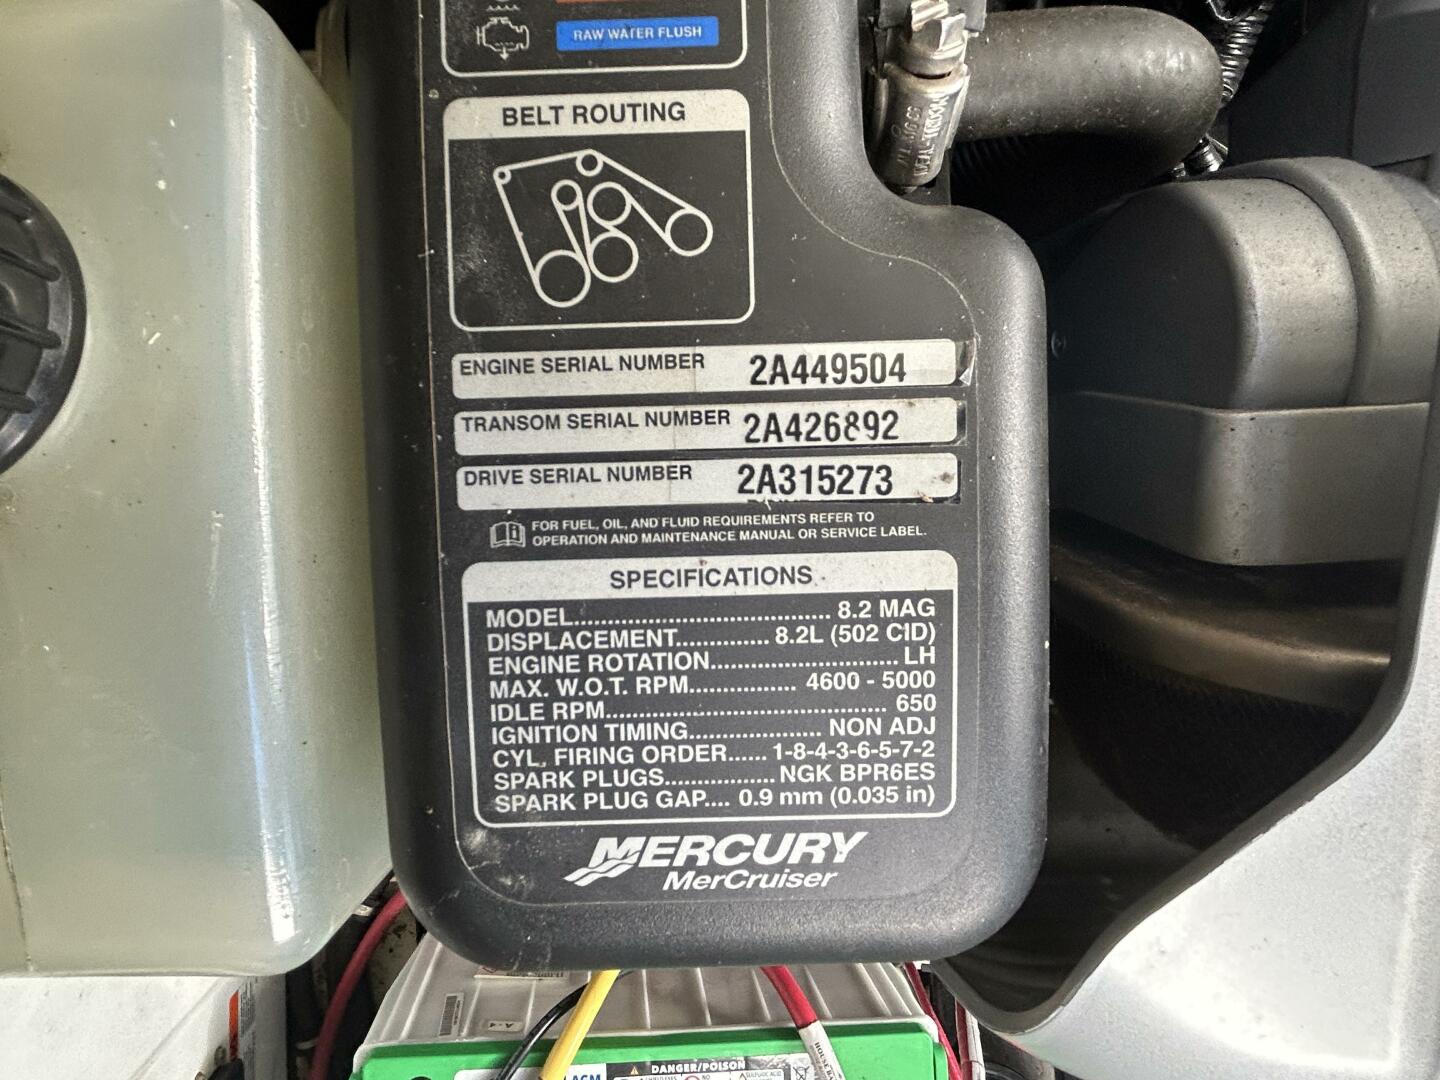 RAW WATER FLUSH
BELT ROUTING
ENGINE SERIAL NUMBER 2A449504
TRANSOM SERIAL NUMBER 2A426892
DRIVE SERIAL NUMBER 2A315273
FOR FUEL, OIL, AND FLUID REQUIREMENTS REFER TO
OPERATION AND MAINTENANCE MANUAL OR SERVICE LABEL.
SPECIFICATIONS
MODEL.......................................... 8.2 MAG
DISPLACEMENT............. 8.2L (502 CID)
ENGINE ROTATION............................ LH
MAX. W.O.T. RPM................ 4600 - 5000
IDLE RPM.......................................... 650
IGNITION TIMING.................... NON ADJ
CYL. FIRING ORDER...... 1-8-4-3-6-5-7-2
SPARK PLUGS................. NGK BPR6ES
SPARK PLUG GAP.... 0.9 mm (0.035 in)
MERCURY
MerCruiser
A-4
DANGER/POISON
AGM